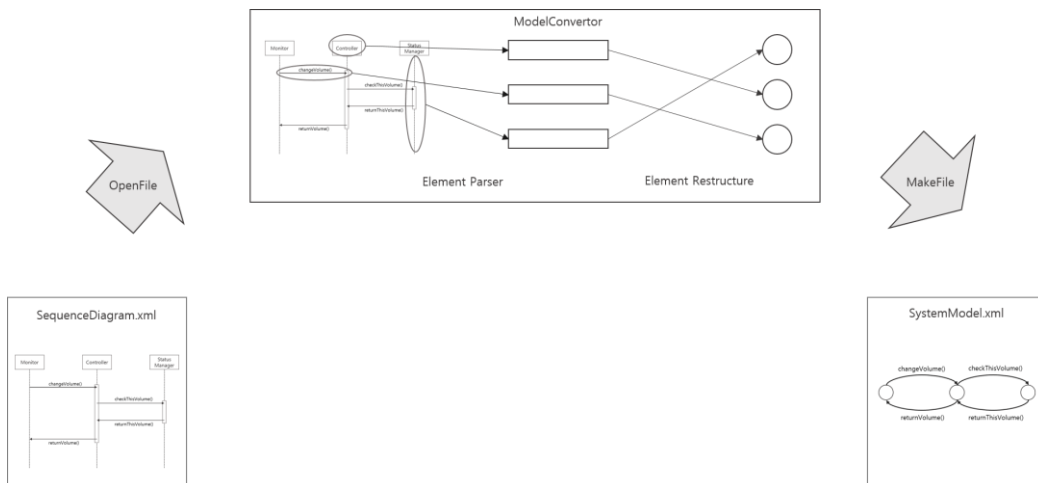 ModelConvertor
Monitor
Controller
Status
Manager
changeVolume()
checkThisVolume()
returnThisVolume()
returnVolume()
Element Parser
Element Restructure
OpenFile
MakeFile
SequenceDiagram.xml
Monitor
Controller
Status
Manager
changeVolume()
checkThisVolume()
returnThisVolume()
returnVolume()
SystemModel.xml
changeVolume()
checkThisVolume()
returnVolume()
returnThisVolume()